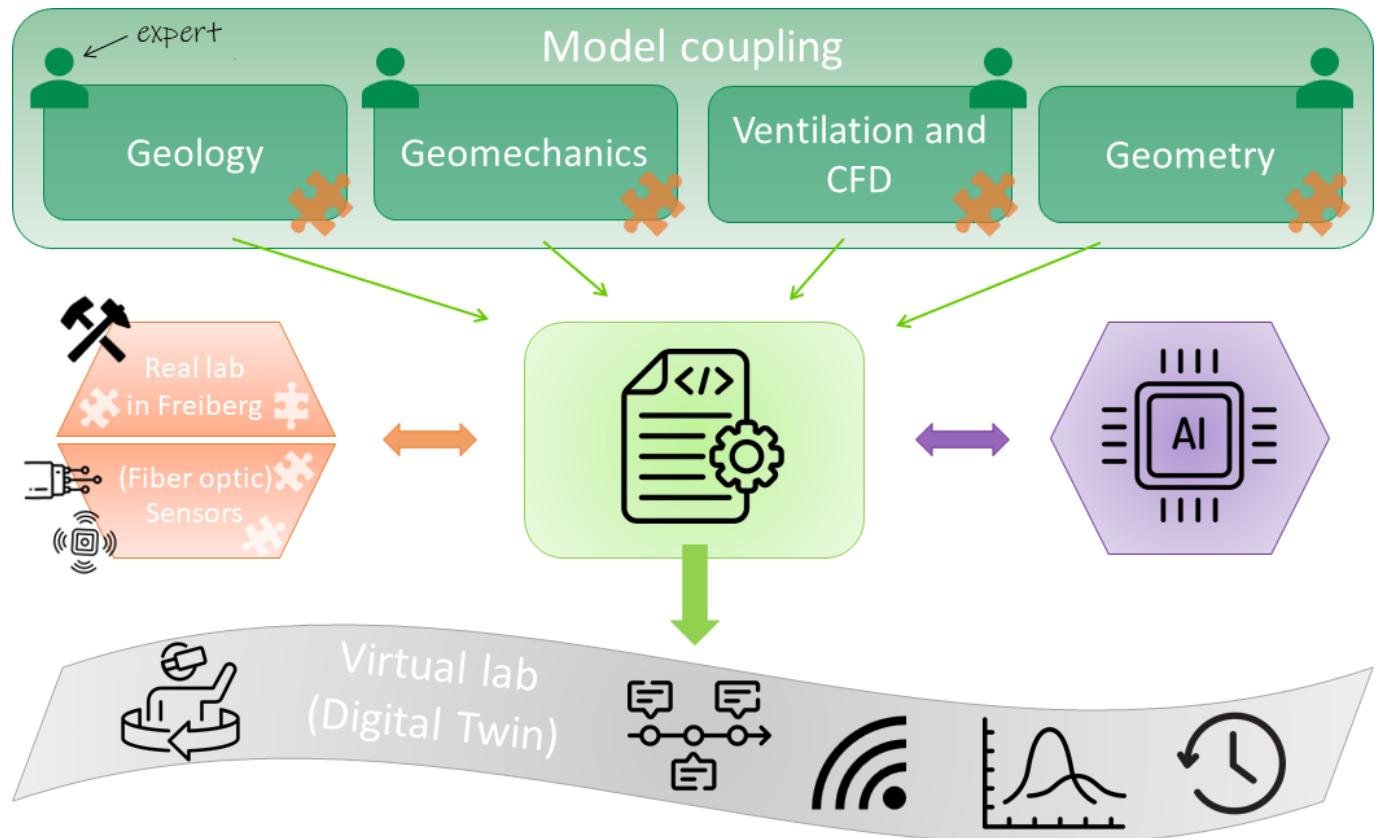 expert
Model coupling
Geology
Geomechanics
Ventilation and
CFD
Geometry
Real lab
in Freiberg
(Fiber optic)
Sensors
</>
AI
Virtual lab
(Digital Twin)